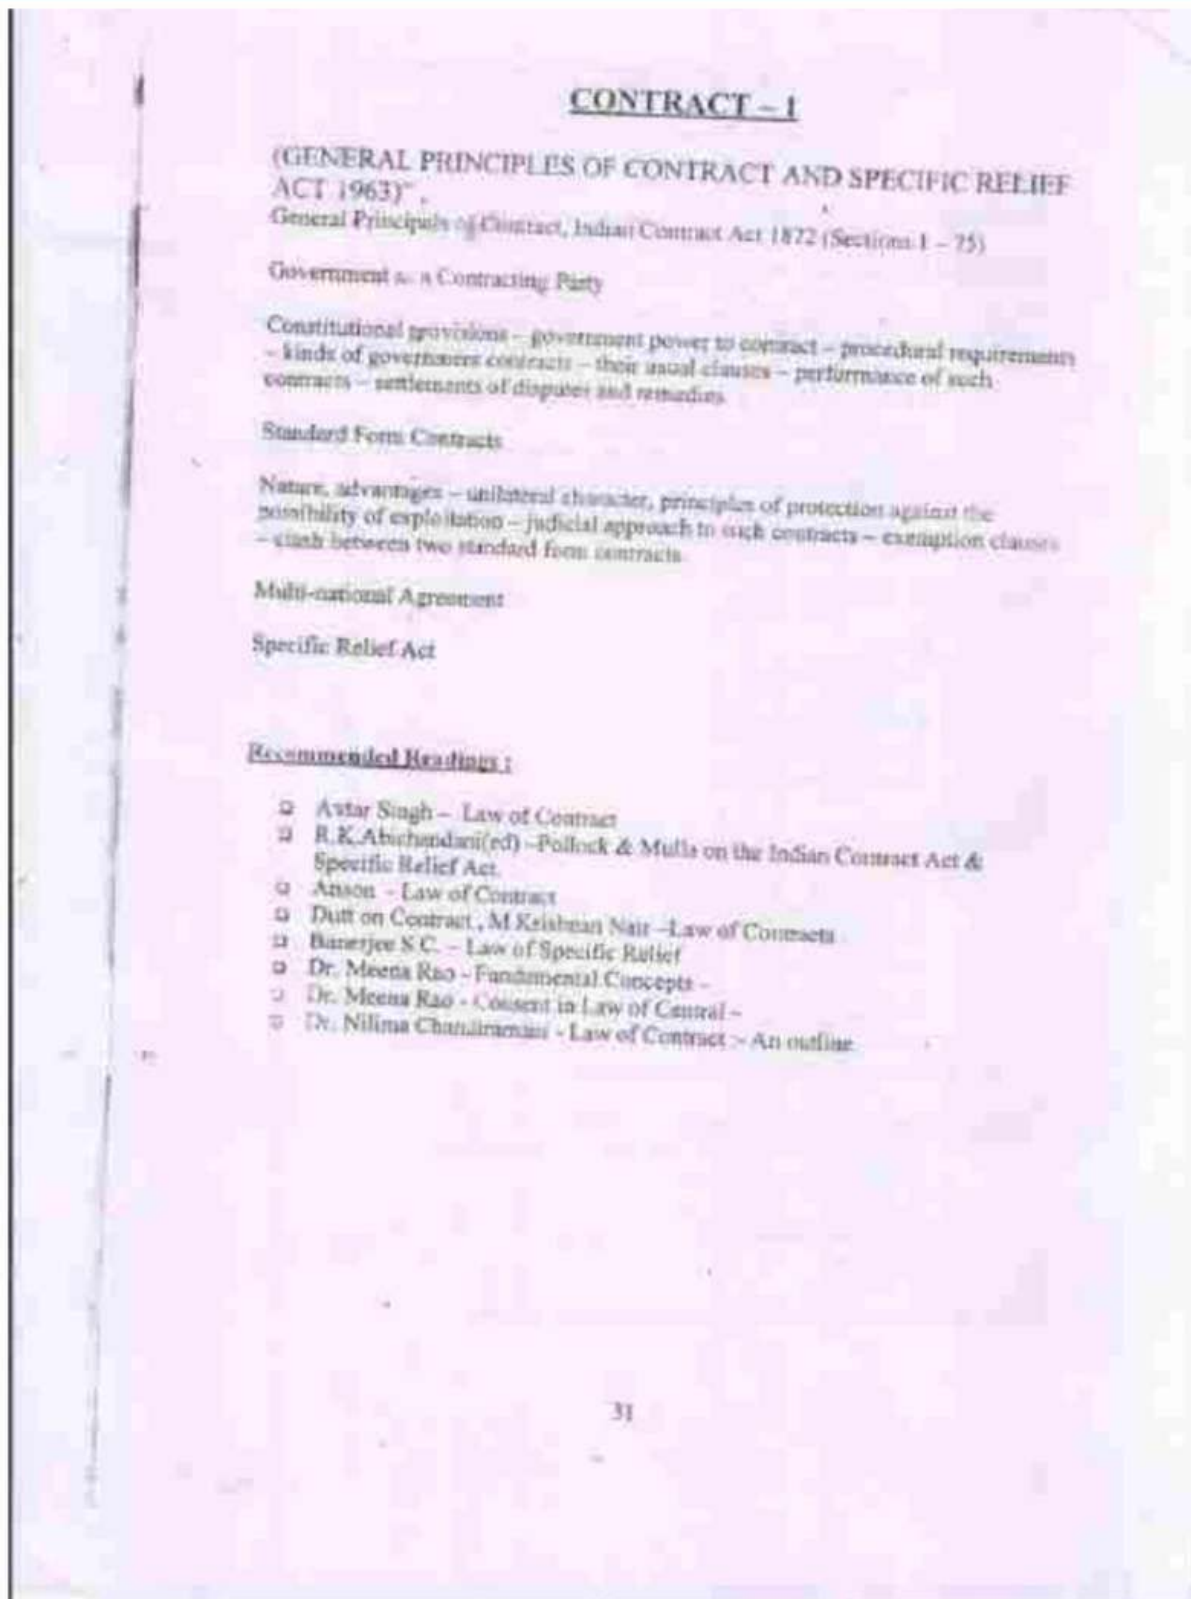 CONTRACT – I
(GENERAL PRINCIPLES OF CONTRACT AND SPECIFIC RELIEF
ACT 1963)".
General Principals of Contract, Indian Contract Act 1872 (Sections 1 – 75)
Government as a Contracting Party
Constitutional provisions – government power to contract – procedural requirements
– kinds of government contracts – their usual clauses – performance of such
contracts – settlements of disputes and remedies
Standard Form Contracts
Nature, advantages – unilateral character, principles of protection against the
possibility of exploitation – judicial approach to such contracts – exemption clauses
– clash between two standard form contracts
Multi-national Agreement
Specific Relief Act
Recommended Readings :
Avtar Singh – Law of Contract
R.K.Abichandani(ed) –Pollock & Mulla on the Indian Contract Act &
Specific Relief Act.
Anson - Law of Contract
Dutt on Contract , M Krishnan Nair –Law of Contracts
Banerjee S.C. – Law of Specific Relief
Dr. Meena Rao - Fundamental Concepts –
Dr. Meena Rao - Consent in Law of Central –
Dr. Nilima Chandiramani - Law of Contract :- An outline
31